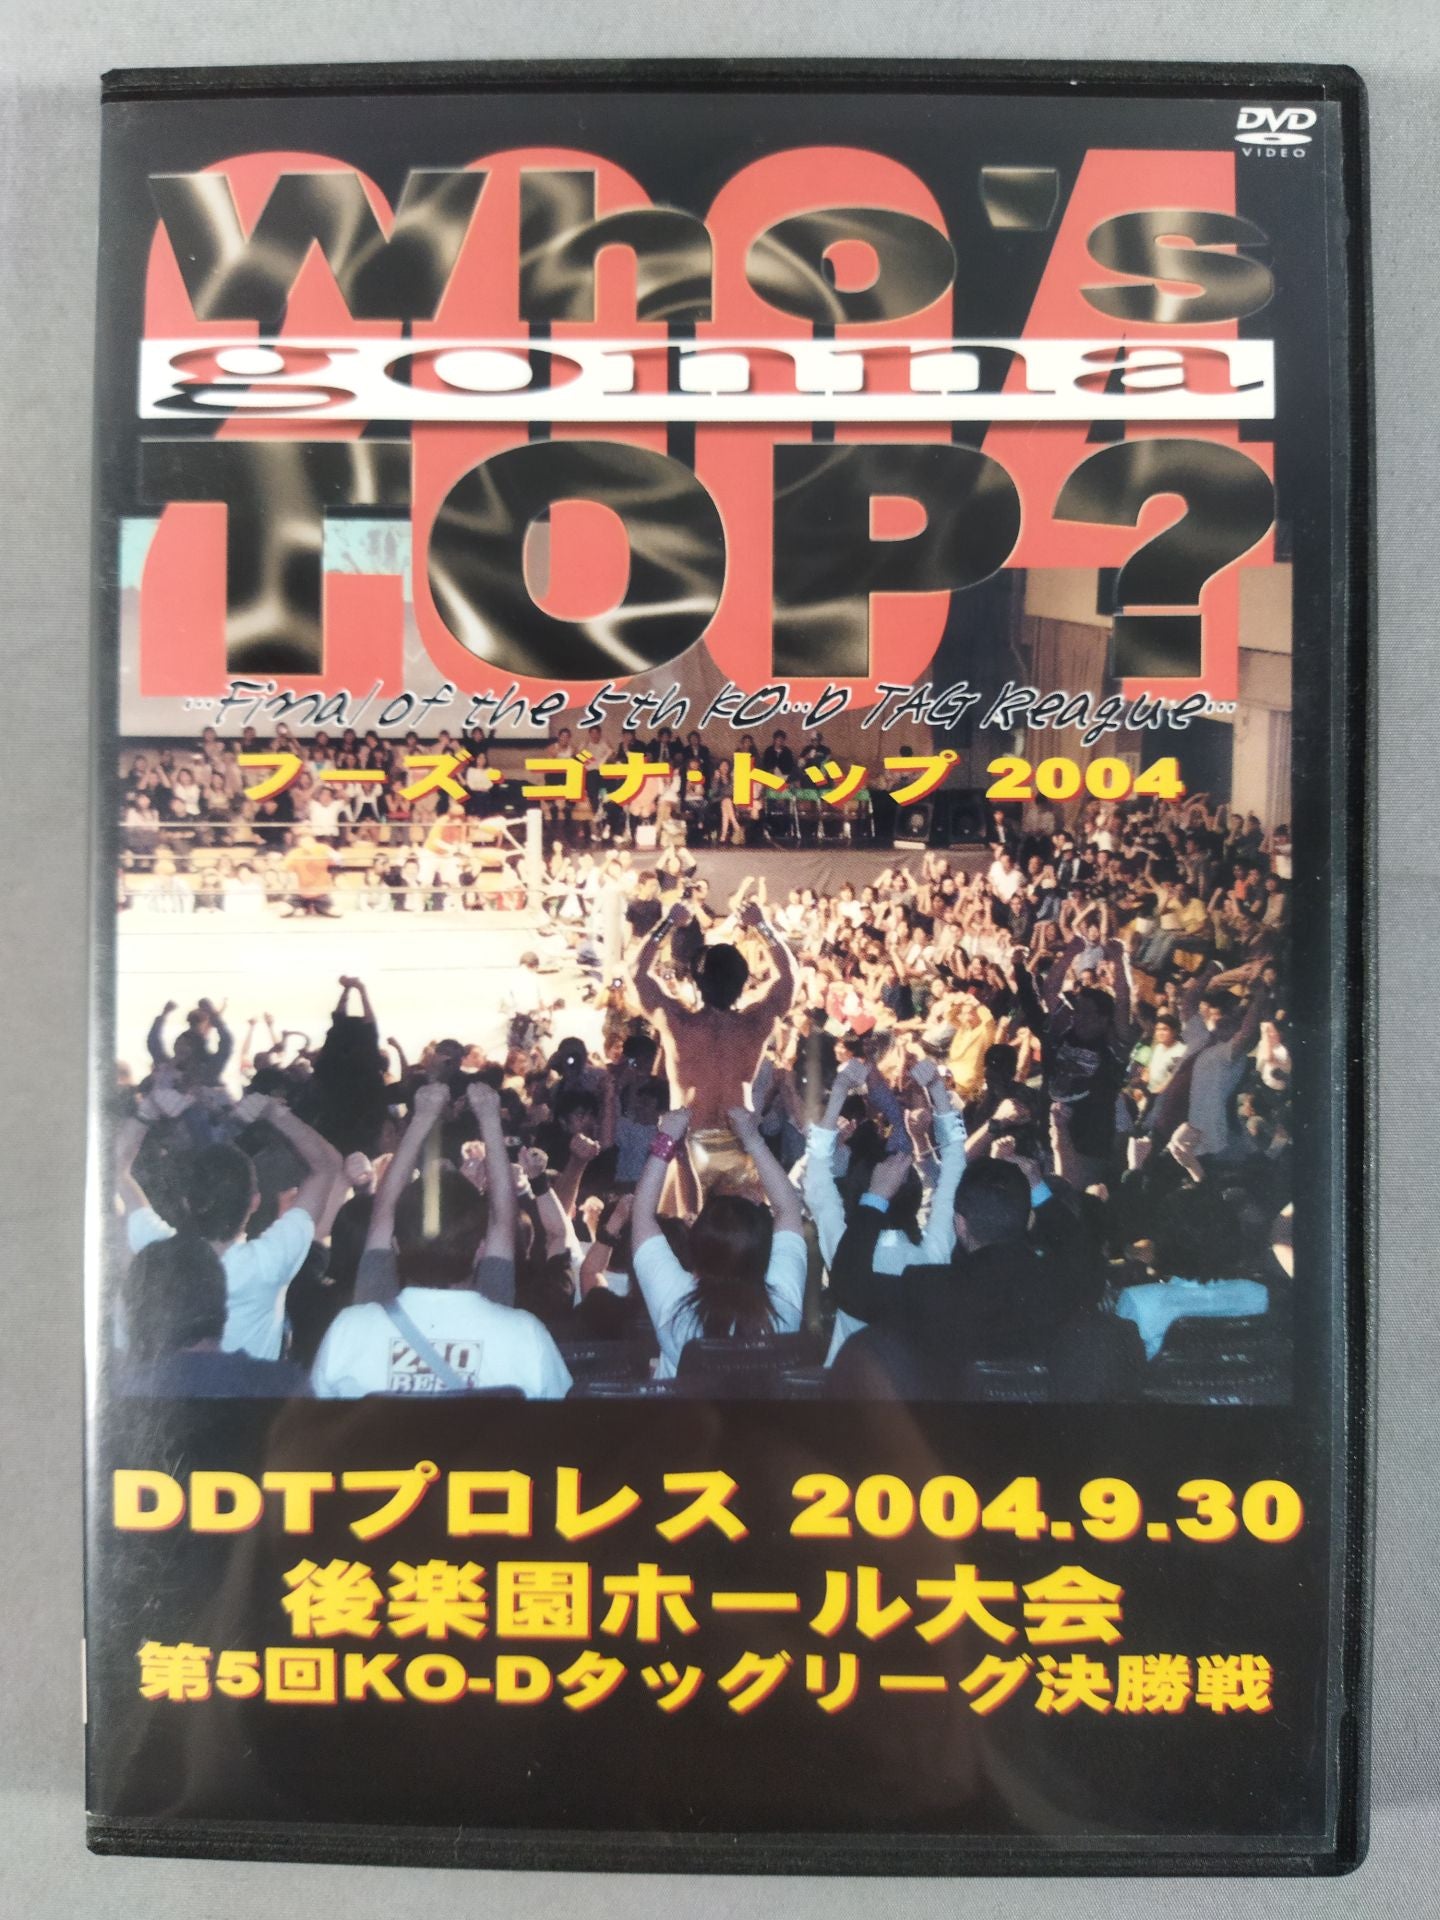 DVD
VIDEO
2004
Who's
gonna
TOP?
...Final of the 5th KO...D TAG League...
フーズ・ゴナ・トップ 2004
DDTプロレス 2004.9.30
後楽園ホール大会
第5回KO-Dタッグリーグ決勝戦